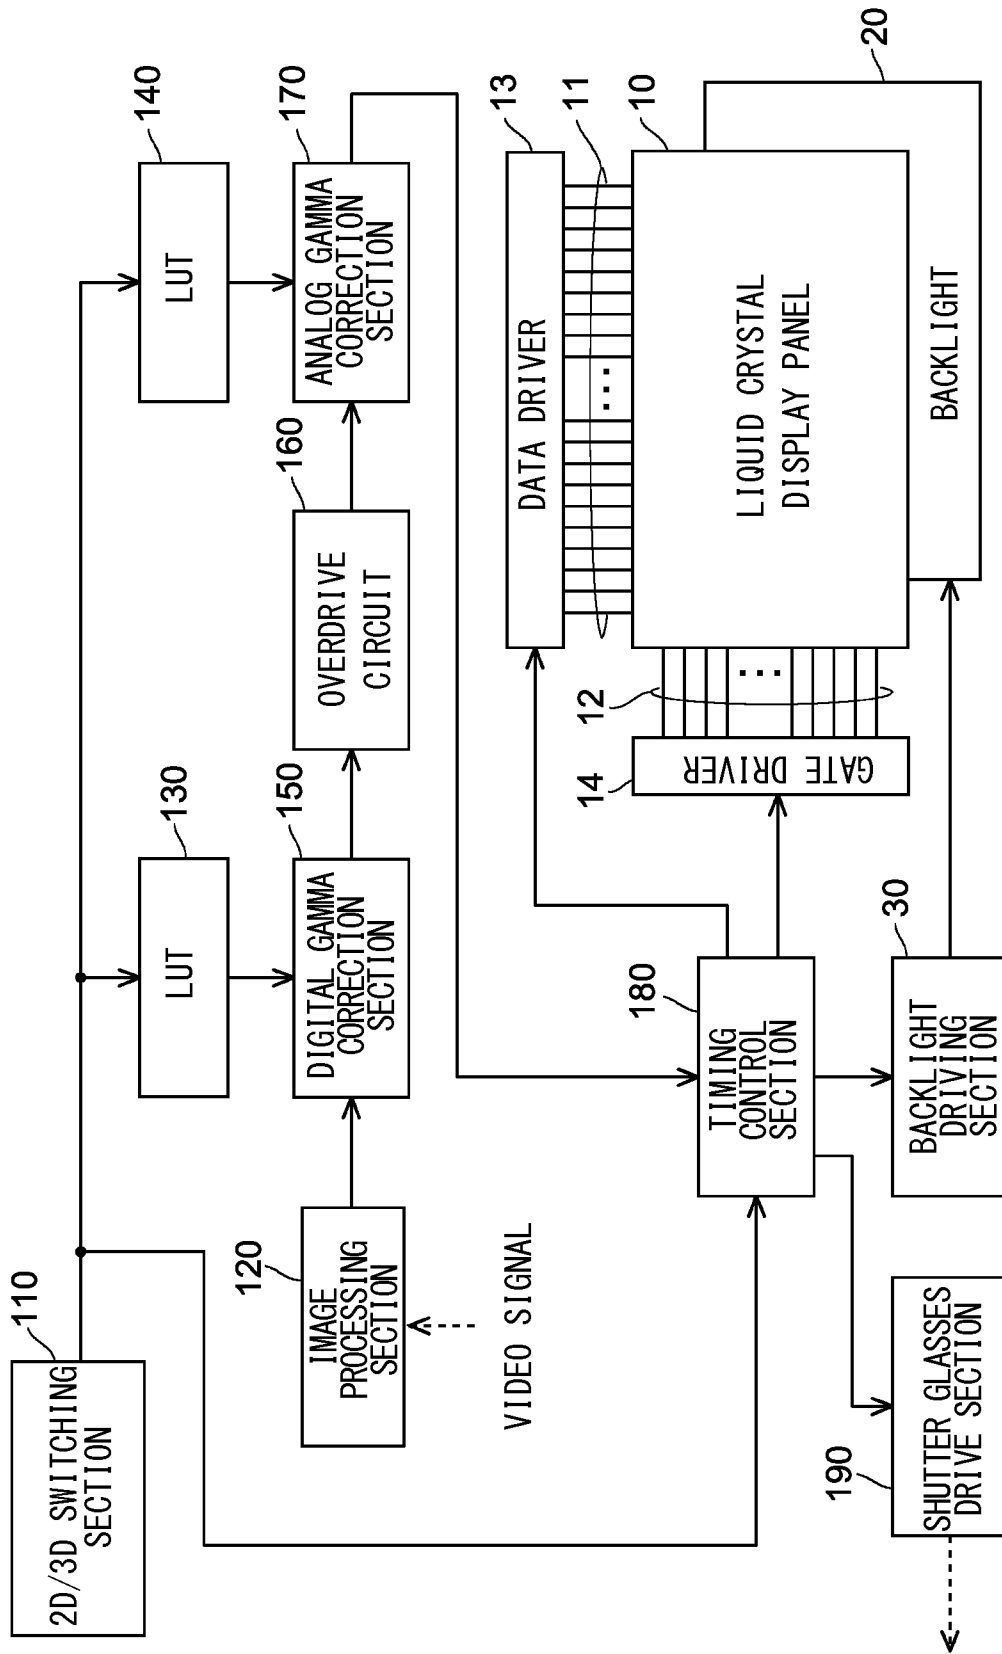 110
2D/3D SWITCHING
SECTION
130
LUT
140
LUT
120
IMAGE
PROCESSING
SECTION
150
DIGITAL GAMMA
CORRECTION
SECTION
160
OVERDRIVE
CIRCUIT
170
ANALOG GAMMA
CORRECTION
SECTION
VIDEO SIGNAL
13
DATA DRIVER
11
...
12
...
14
GATE DRIVER
10
LIQUID CRYSTAL
DISPLAY PANEL
20
BACKLIGHT
180
TIMING
CONTROL
SECTION
190
SHUTTER GLASSES
DRIVE SECTION
30
BACKLIGHT
DRIVING
SECTION